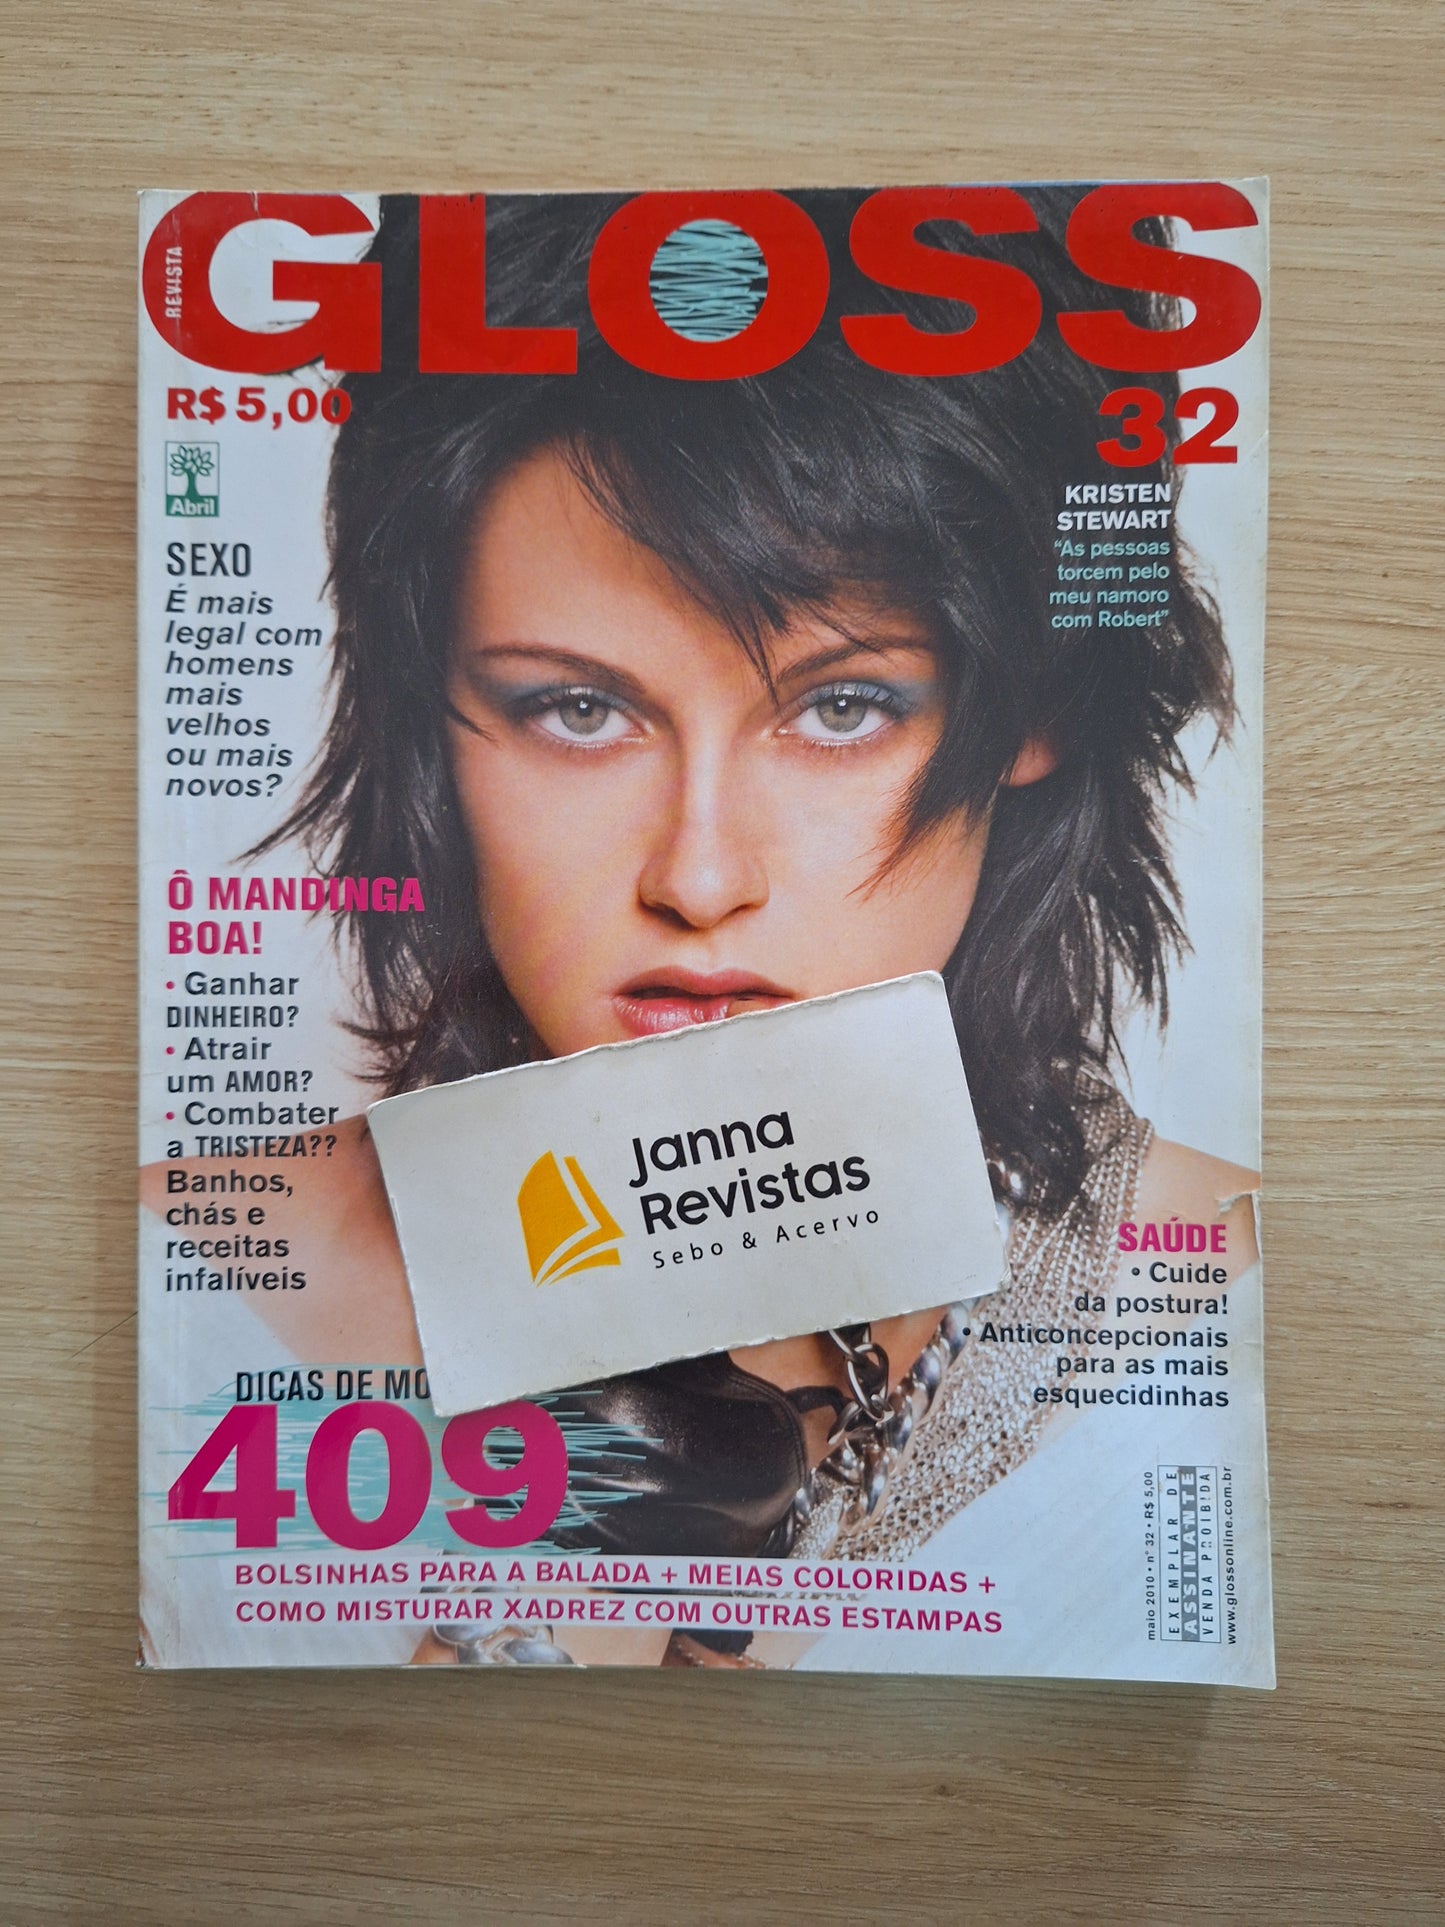 REVISTA
GLOSS
R$ 5,00
32
Abril
KRISTEN
STEWART
"As pessoas
torcem pelo
meu namoro
com Robert"
SEXO
É mais
legal com
homens
mais
velhos
ou mais
novos?
Ô MANDINGA
BOA!
• Ganhar
DINHEIRO?
• Atrair
um AMOR?
• Combater
a TRISTEZA??
Banhos,
chás e
receitas
infalíveis
Janna
Revistas
Sebo & Acervo
SAÚDE
• Cuide
da postura!
• Anticoncepcionais
para as mais
esquecidinhas
DICAS DE MO
409
BOLSINHAS PARA A BALADA + MEIAS COLORIDAS +
COMO MISTURAR XADREZ COM OUTRAS ESTAMPAS
maio 2010 • nº 32 • R$ 5,00
EXEMPLAR DE
ASSINANTE
VENDA PROIBIDA
www.glossonline.com.br